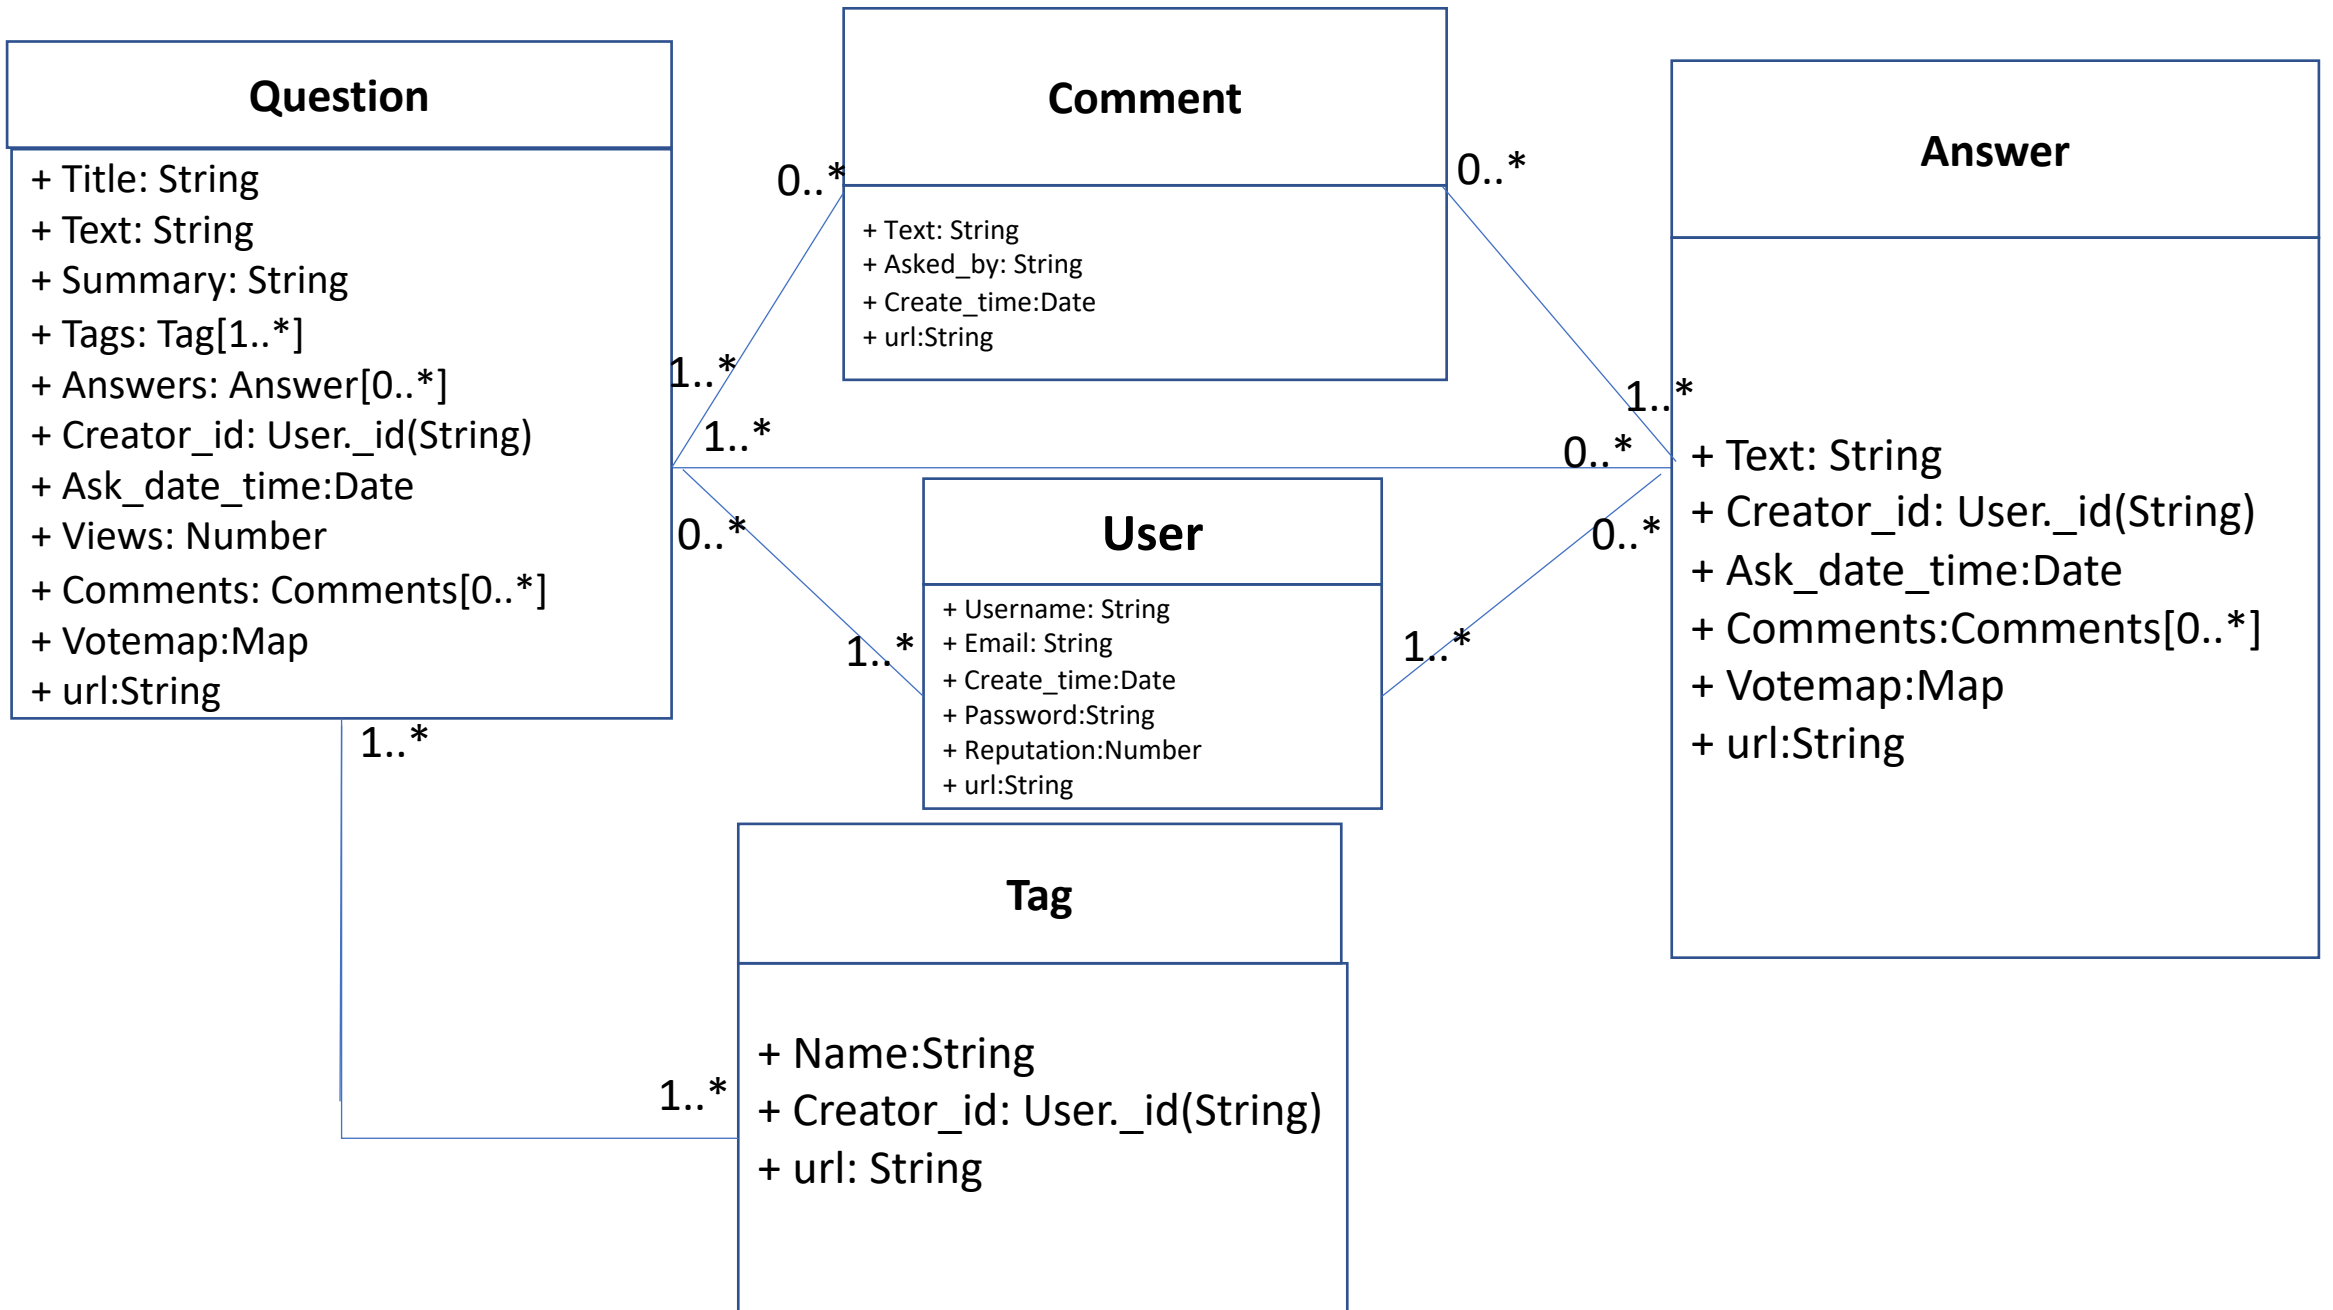 Question
+ Title: String
+ Text: String
+ Summary: String
+ Tags: Tag[1..*]
+ Answers: Answer[0..*]
+ Creator_id: User._id(String)
+ Ask_date_time:Date
+ Views: Number
+ Comments: Comments[0..*]
+ Votemap:Map
+ url:String
Comment
+ Text: String
+ Asked_by: String
+ Create_time:Date
+ url:String
Answer
+ Text: String
+ Creator_id: User._id(String)
+ Ask_date_time:Date
+ Comments:Comments[0..*]
+ Votemap:Map
+ url:String
0..*
0..*
1..*
1..*
1..*
0..*
0..*
0..*
1..*
1..*
User
+ Username: String
+ Email: String
+ Create_time:Date
+ Password:String
+ Reputation:Number
+ url:String
1..*
1..*
Tag
+ Name:String
+ Creator_id: User._id(String)
+ url: String